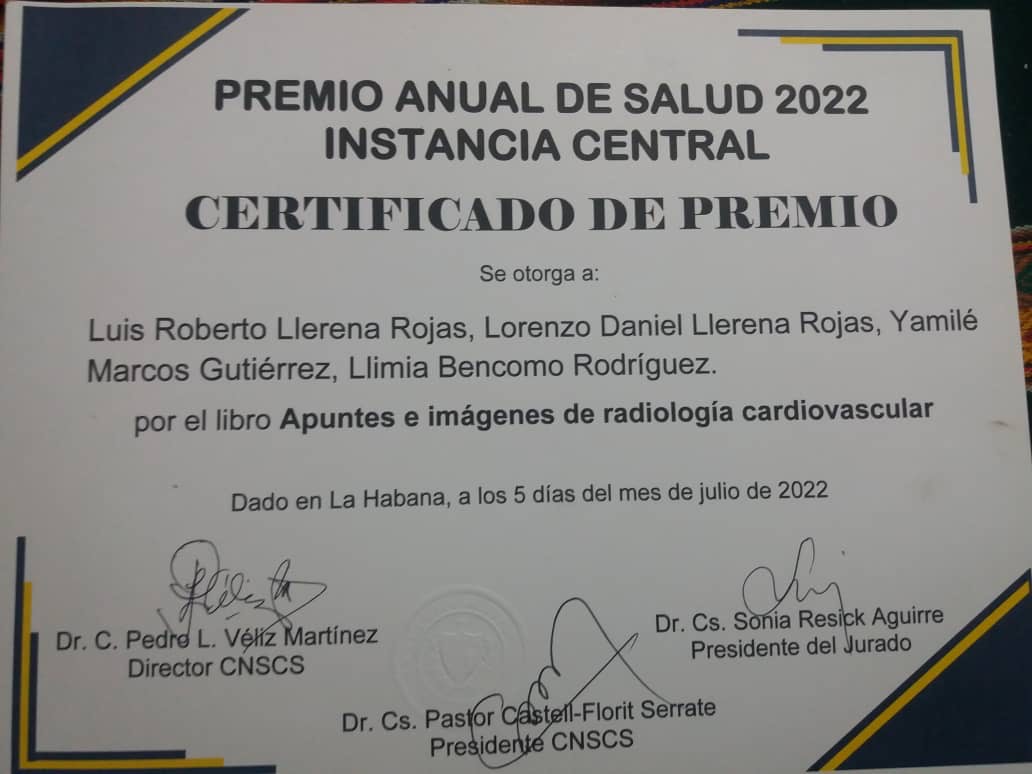 PREMIO ANUAL DE SALUD 2022
INSTANCIA CENTRAL
CERTIFICADO DE PREMIO
Se otorga a:
Luis Roberto Llerena Rojas, Lorenzo Daniel Llerena Rojas, Yamilé
Marcos Gutiérrez, Llimia Bencomo Rodríguez.
por el libro Apuntes e imágenes de radiología cardiovascular
Dado en La Habana, a los 5 días del mes de julio de 2022
Dr. C. Pedro L. Véliz Martínez
Director CNSCS
Dr. Cs. Sonia Resick Aguirre
Presidente del Jurado
Dr. Cs. Pastor Castell-Florit Serrate
Presidente CNSCS